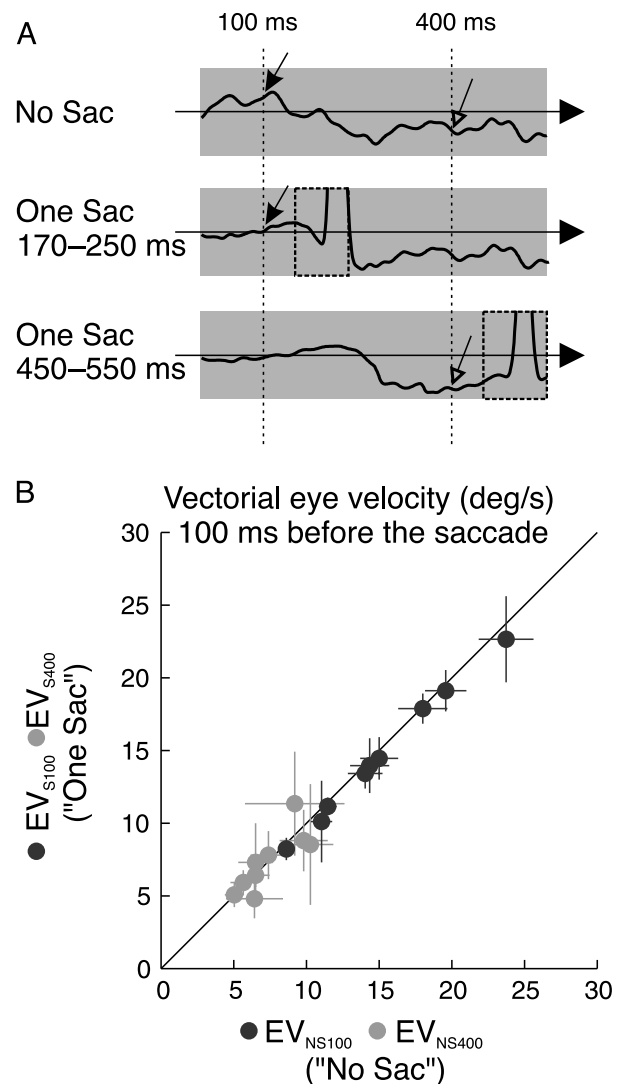 A
100 ms 400 ms
No Sac
One Sac
170–250 ms
One Sac
450–550 ms
B
Vectorial eye velocity (deg/s)
100 ms before the saccade
30
25
20
15
10
5
0
EVS100 EVS400
("One Sac")
0 5 10 15 20 25 30
EVNS100 EVNS400
("No Sac")